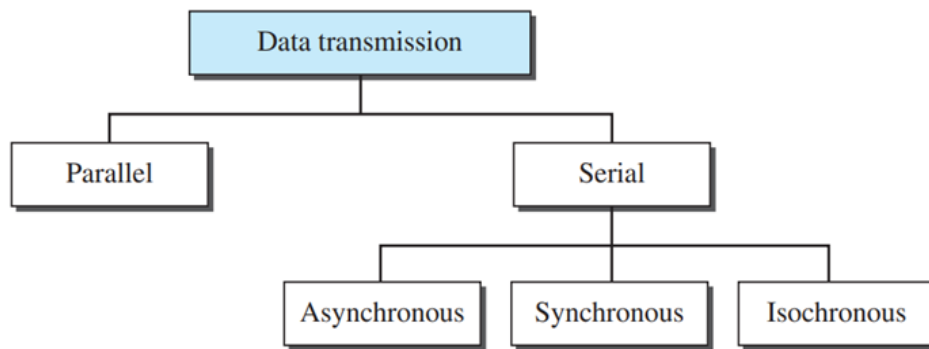 Data transmission
Parallel
Serial
Asynchronous
Synchronous
Isochronous